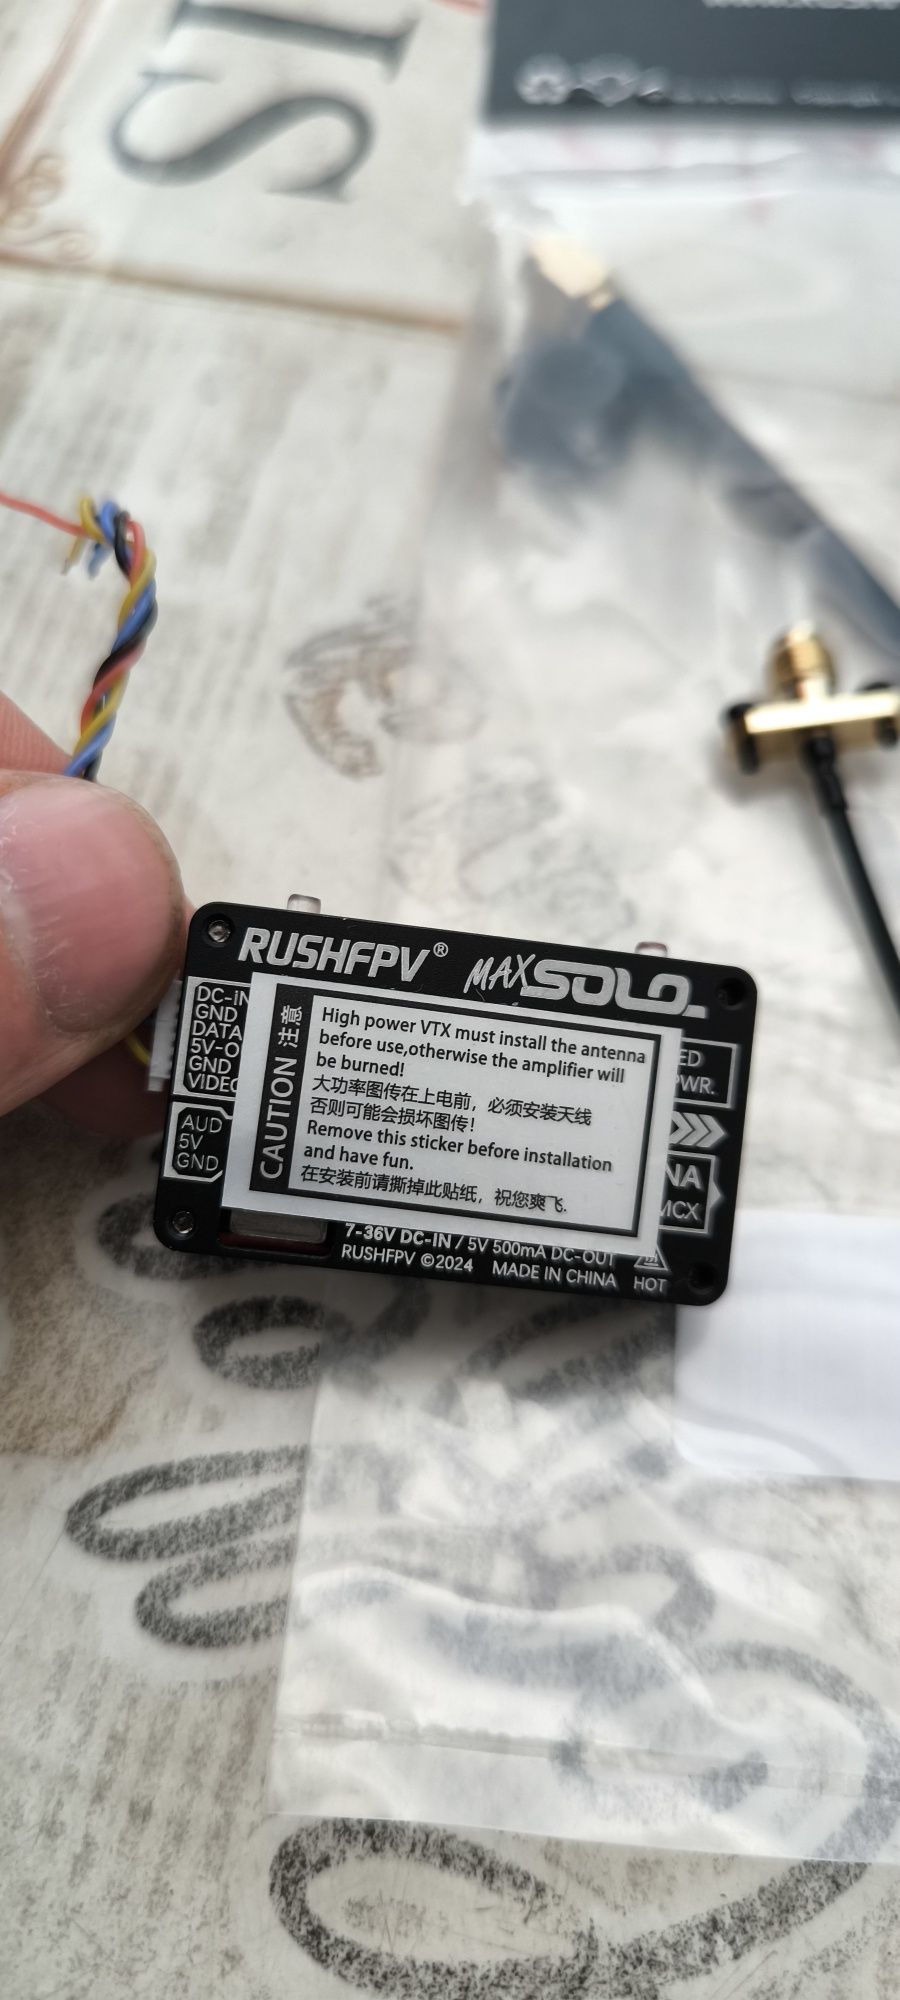 SI
RUSHFPV® MAX SOLO
DC-IN
GND
DATA
5V-O
GND
VIDEO
AUD
5V
GND
CAUTION 注意
High power VTX must install the antenna
before use,otherwise the amplifier will
be burned!
大功率图传在上电前，必须安装天线
否则可能会损坏图传！
Remove this sticker before installation
and have fun.
在安装前请撕掉此贴纸，祝您爽飞.
ED
PWR.
NA
MCX
7-36V DC-IN / 5V 500mA DC-OUT
RUSHFPV ©2024 MADE IN CHINA
HOT